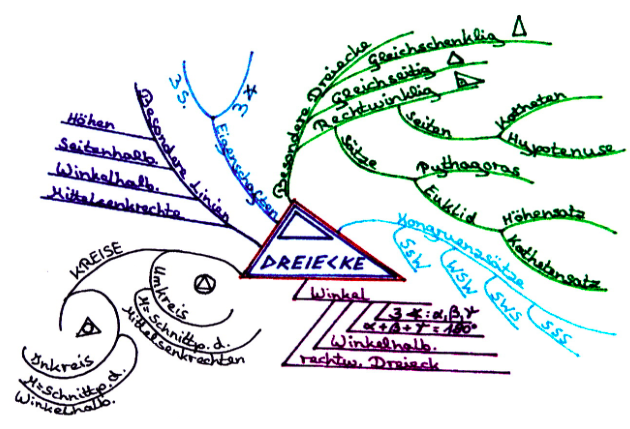 DREIECKE
Besondere Dreiecke
Gleichschenklig
Gleichseitig
Rechtwinklig
Seiten
Katheten
Hypotenuse
Sätze
Pythagoras
Euklid
Höhensatz
Kathetensatz
Kongruenzsätze
SsW
WSW
SWS
SSS
Winkel
3 ∢: α, β, γ
α + β + γ = 180°
Winkelhalb.
rechtw. Dreieck
KREISE
Umkreis
M = Schnittp. d.
Mittelsenkrechten
Inkreis
M = Schnittp. d.
Winkelhalb.
Besondere Linien
Höhen
Seitenhalb.
Winkelhalb.
Mittelsenkrechte
Eigenschaften
3 S.
3 ∢